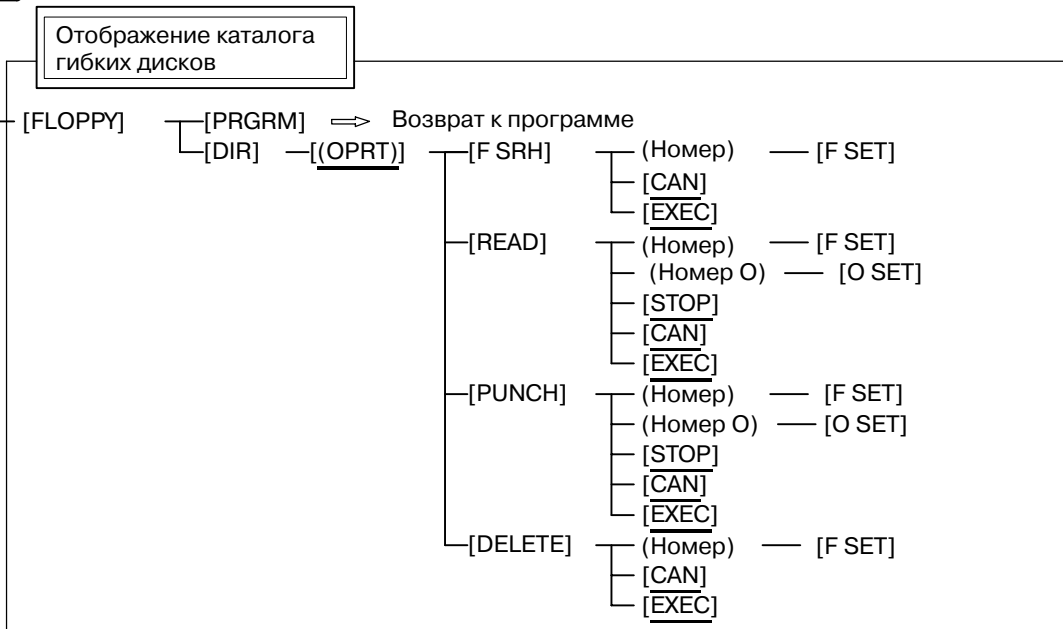 Отображение каталога
гибких дисков
[FLOPPY] [PRGRM] Возврат к программе
[DIR] [(OPRT)] [F SRH] (Номер) [F SET]
[CAN]
[EXEC]
[READ] (Номер) [F SET]
(Номер O) [O SET]
[STOP]
[CAN]
[EXEC]
[PUNCH] (Номер) [F SET]
(Номер O) [O SET]
[STOP]
[CAN]
[EXEC]
[DELETE] (Номер) [F SET]
[CAN]
[EXEC]